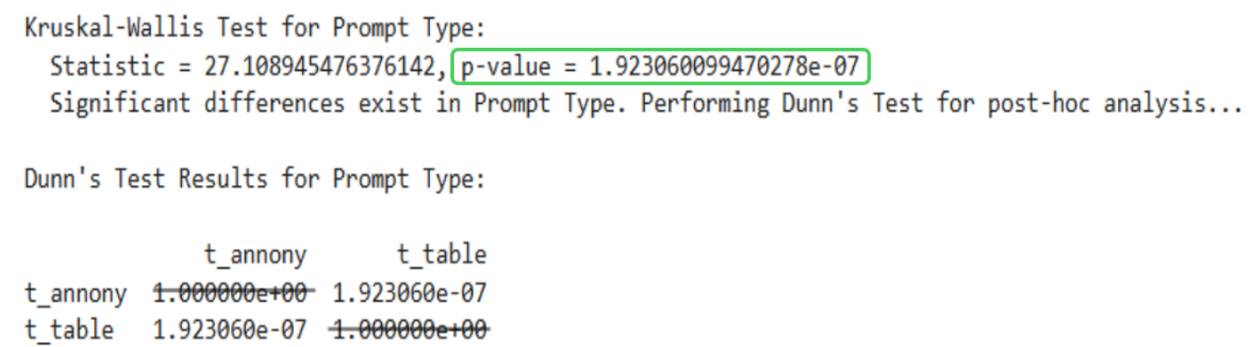 Kruskal-Wallis Test for Prompt Type:
Statistic = 27.108945476376142, p-value = 1.923060099470278e-07
Significant differences exist in Prompt Type. Performing Dunn's Test for post-hoc analysis...
Dunn's Test Results for Prompt Type:
t_annony t_table
t_annony 1.000000e+00 1.923060e-07
t_table 1.923060e-07 1.000000e+00